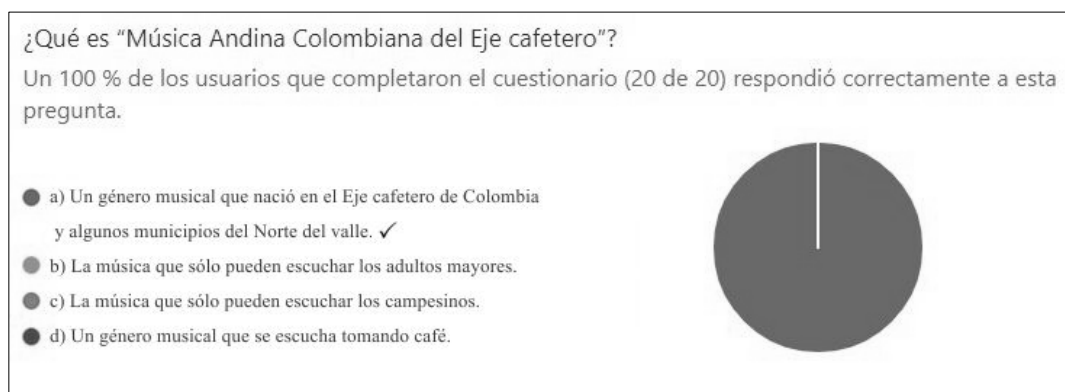 ¿Qué es “Música Andina Colombiana del Eje cafetero”?
Un 100 % de los usuarios que completaron el cuestionario (20 de 20) respondió correctamente a esta
pregunta.
a) Un género musical que nació en el Eje cafetero de Colombia
y algunos municipios del Norte del valle. ✓
b) La música que sólo pueden escuchar los adultos mayores.
c) La música que sólo pueden escuchar los campesinos.
d) Un género musical que se escucha tomando café.